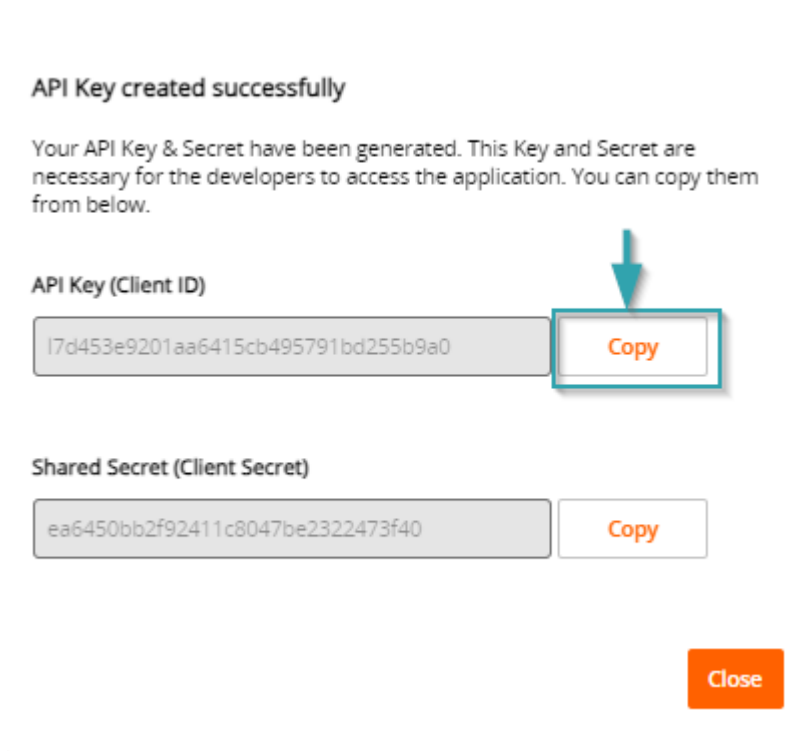 API Key created successfully
Your API Key & Secret have been generated. This Key and Secret are
necessary for the developers to access the application. You can copy them
from below.
API Key (Client ID)
l7d453e9201aa6415cb495791bd255b9a0
Copy
Shared Secret (Client Secret)
ea6450bb2f92411c8047be2322473f40
Copy
Close